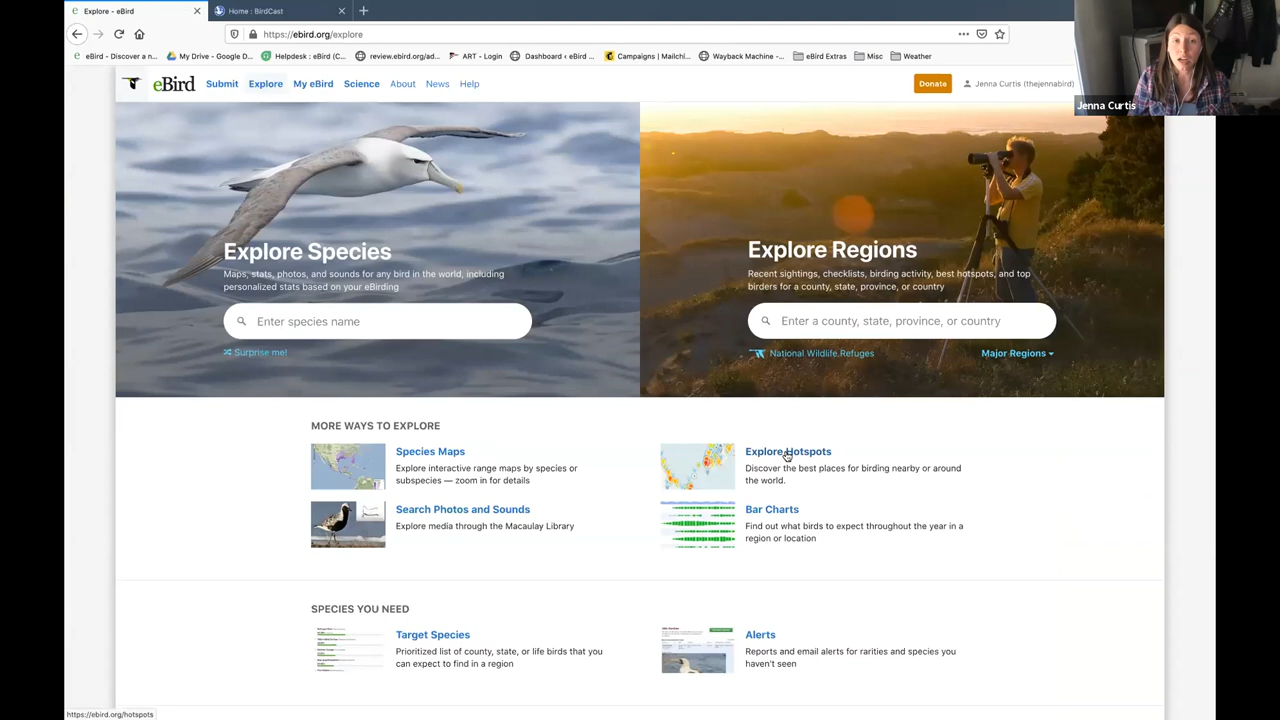 Explore - eBird
Home : BirdCast
https://ebird.org/explore
eBird - Discover a n...
My Drive - Google D...
Helpdesk : eBird (C...
review.ebird.org/ad...
ART - Login
Dashboard ‹ eBird ...
Campaigns | Mailchi...
Wayback Machine -...
eBird Extras
Misc
Weather
eBird
Submit
Explore
My eBird
Science
About
News
Help
Donate
Jenna Curtis (thejennabird)
Jenna Curtis
Explore Species
Maps, stats, photos, and sounds for any bird in the world, including
personalized stats based on your eBirding
Enter species name
Surprise me!
Explore Regions
Recent sightings, checklists, birding activity, best hotspots, and top
birders for a county, state, province, or country
Enter a county, state, province, or country
National Wildlife Refuges
Major Regions
MORE WAYS TO EXPLORE
Species Maps
Explore interactive range maps by species or
subspecies — zoom in for details
Explore Hotspots
Discover the best places for birding nearby or around
the world.
Search Photos and Sounds
Explore media through the Macaulay Library
Bar Charts
Find out what birds to expect throughout the year in a
region or location
SPECIES YOU NEED
Target Species
Prioritized list of county, state, or life birds that you
can expect to find in a region
Alerts
Reports and email alerts for rarities and species you
haven't seen
https://ebird.org/hotspots